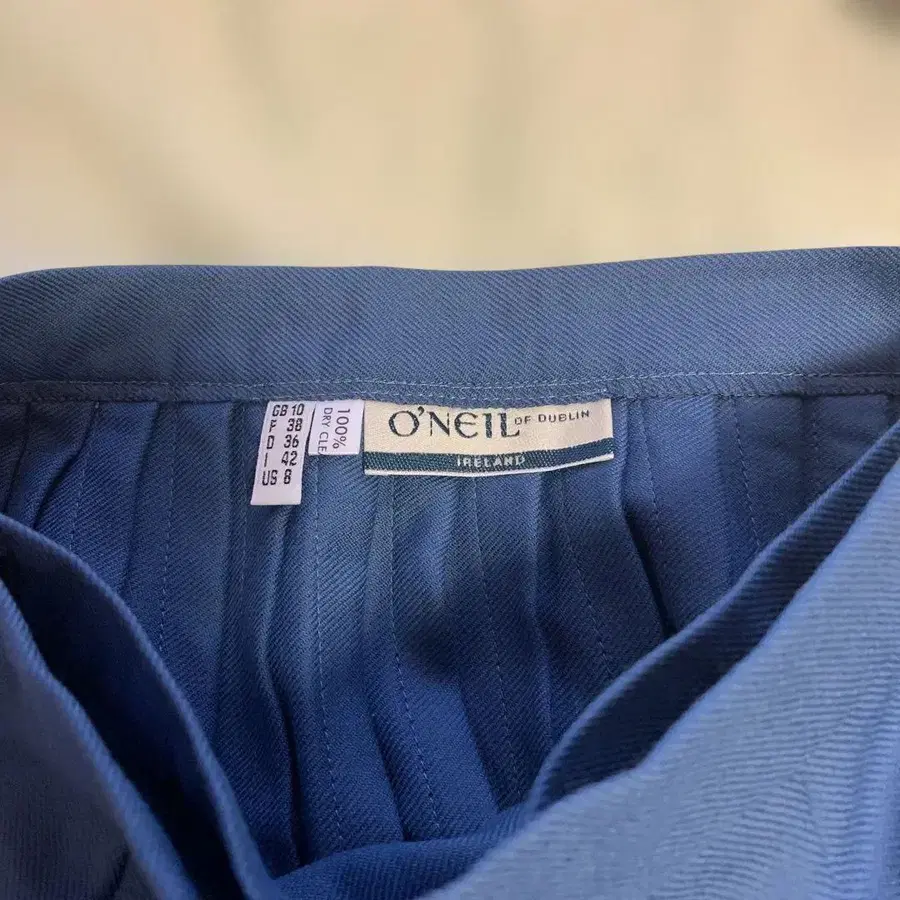 GB 10
F 38
D 36
I 42
US 8
100%
DRY CLE
O'NEIL OF DUBLIN
IRELAND